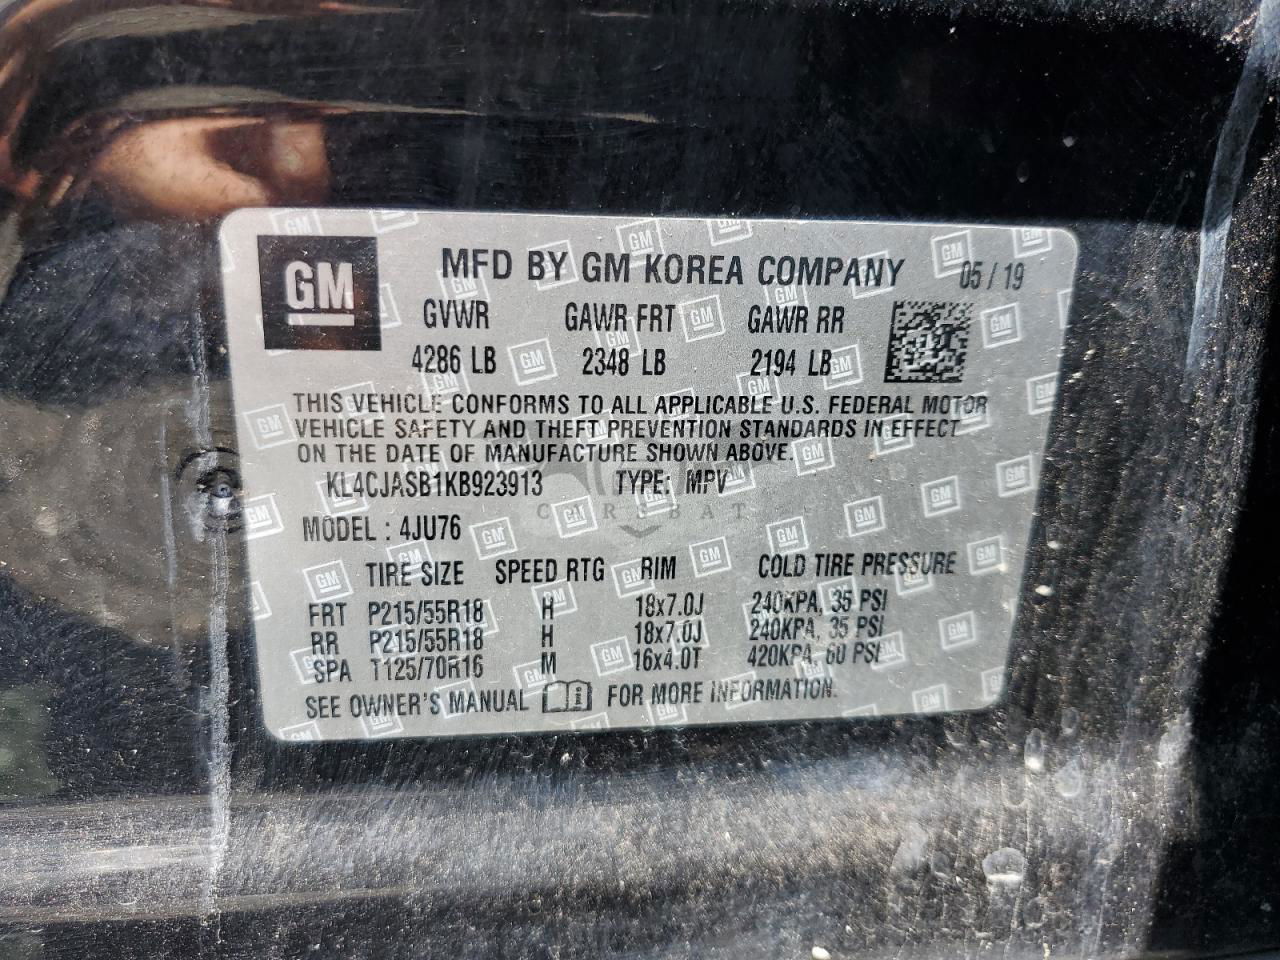 GM
MFD BY GM KOREA COMPANY 05/19
GVWR GAWR FRT GAWR RR
4286 LB 2348 LB 2194 LB
THIS VEHICLE CONFORMS TO ALL APPLICABLE U.S. FEDERAL MOTOR
VEHICLE SAFETY AND THEFT PREVENTION STANDARDS IN EFFECT
ON THE DATE OF MANUFACTURE SHOWN ABOVE.
KL4CJASB1KB923913 TYPE: MPV
CARSBAT
MODEL : 4JU76
TIRE SIZE SPEED RTG RIM COLD TIRE PRESSURE
FRT P215/55R18 H 18x7.0J 240KPA, 35 PSI
RR P215/55R18 H 18x7.0J 240KPA, 35 PSI
SPA T125/70R16 M 16x4.0T 420KPA, 60 PSI
SEE OWNER'S MANUAL FOR MORE INFORMATION.